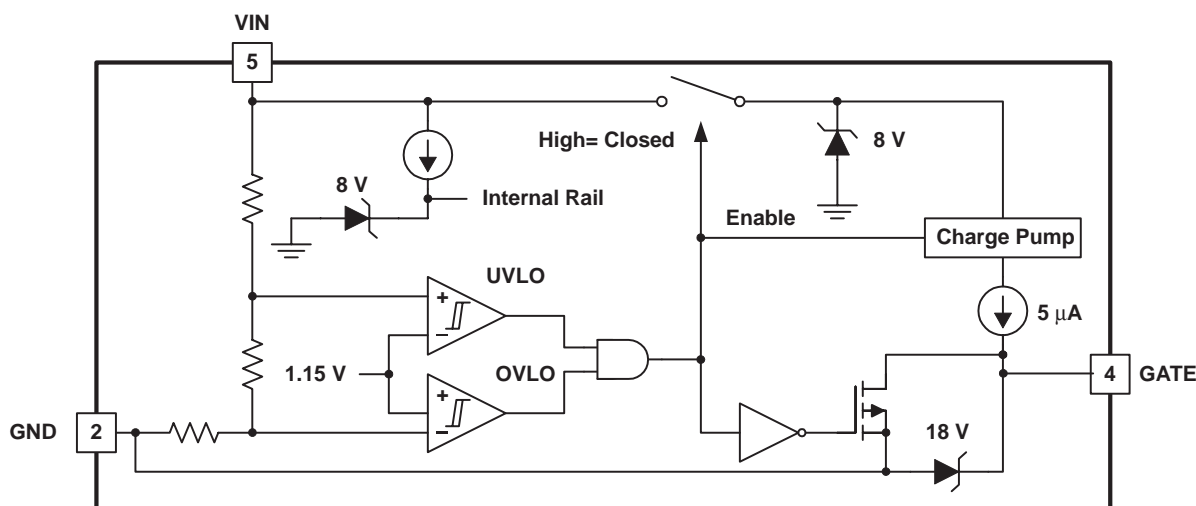 VIN
5
High= Closed
8 V
8 V
Internal Rail
Enable
Charge Pump
UVLO
+
−
5 μA
1.15 V
OVLO
+
−
4
GATE
GND
2
18 V